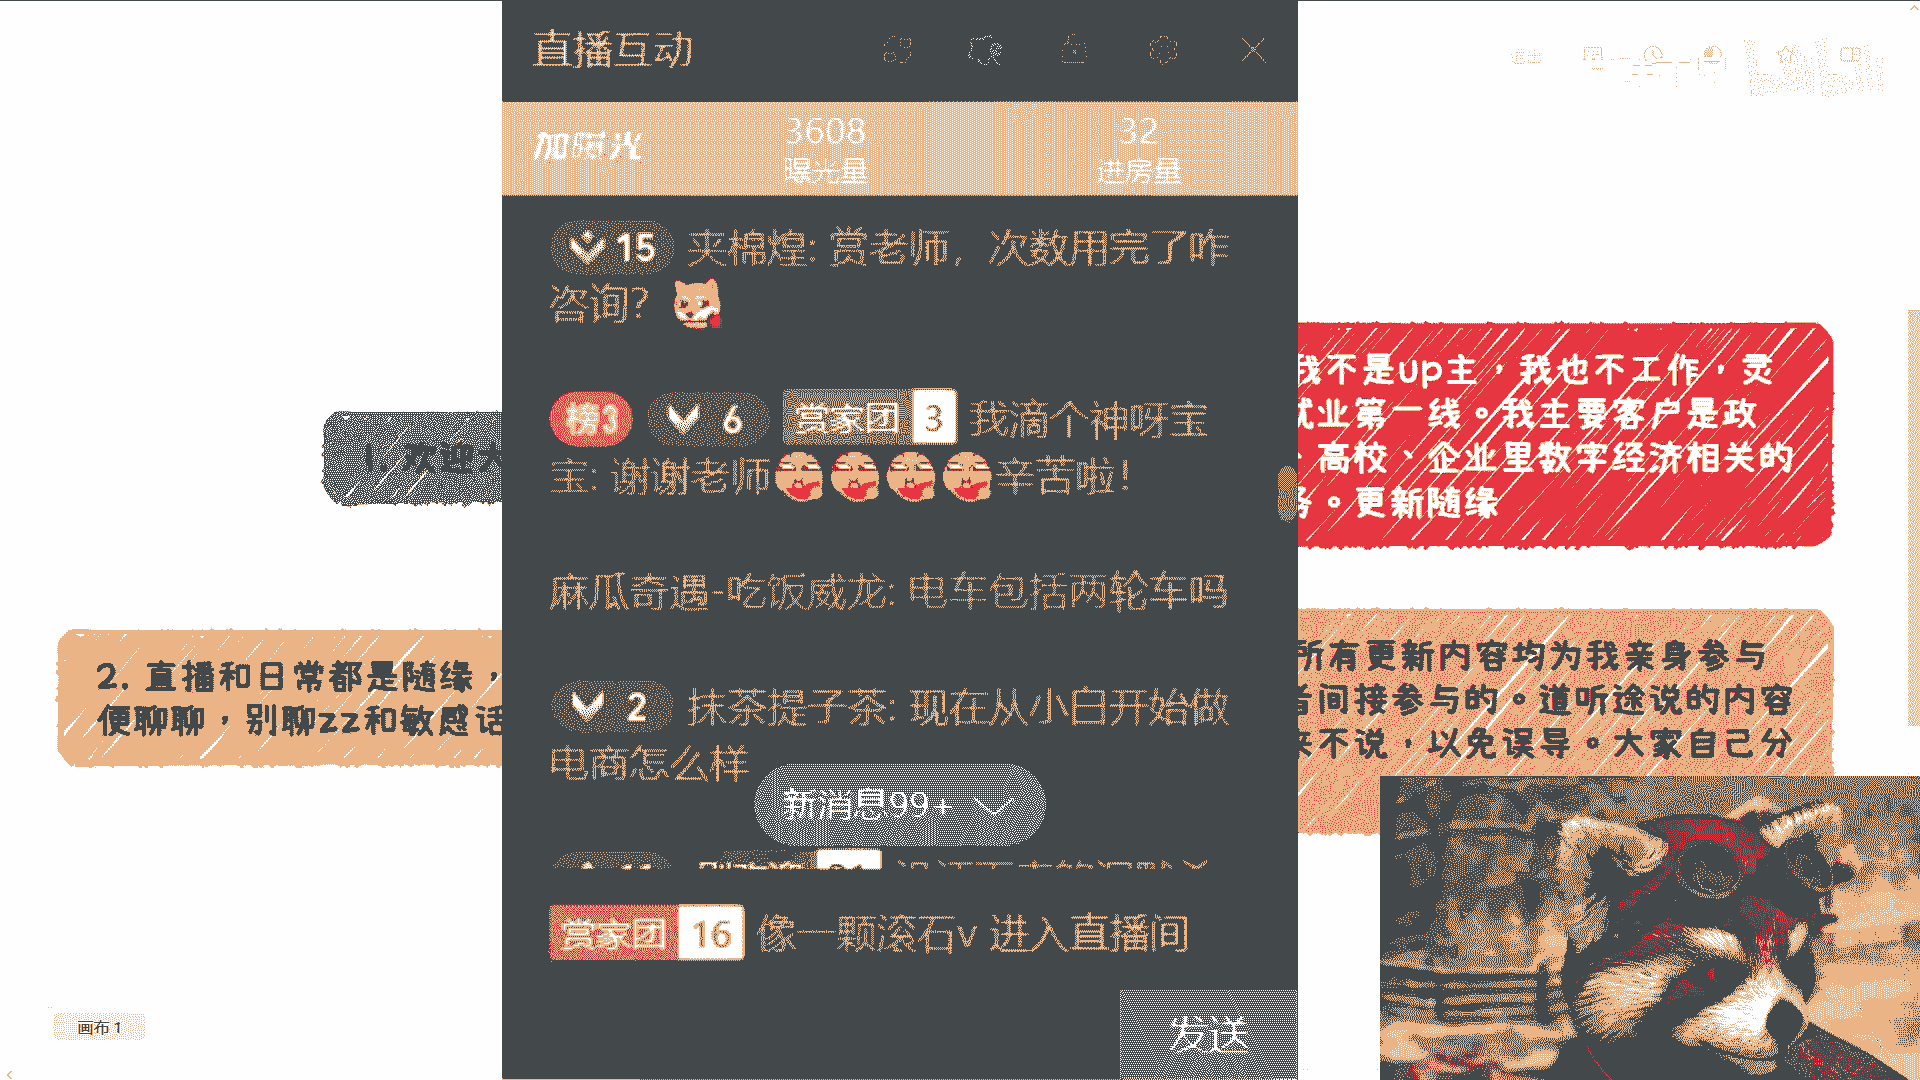 直播互动
加曝光
3608
曝光量
32
进房量
15 夹棉煌: 赏老师，次数用完了咋
咨询?
榜3 6 赏家团 3 我滴个神呀宝
宝: 谢谢老师辛苦啦!
麻瓜奇遇-吃饭威龙: 电车包括两轮车吗
2 抹茶提子茶: 现在从小白开始做
电商怎么样
新消息99+
赏家团 16 像一颗滚石v 进入直播间
发送
1. 欢迎大
2. 直播和日常都是随缘，
便聊聊，别聊zz和敏感话
我不是up主，我也不工作，灵
就业第一线。我主要客户是政
、高校、企业里数字经济相关的
务。更新随缘
所有更新内容均为我亲身参与
者间接参与的。道听途说的内容
来不说，以免误导。大家自己分
画布 1